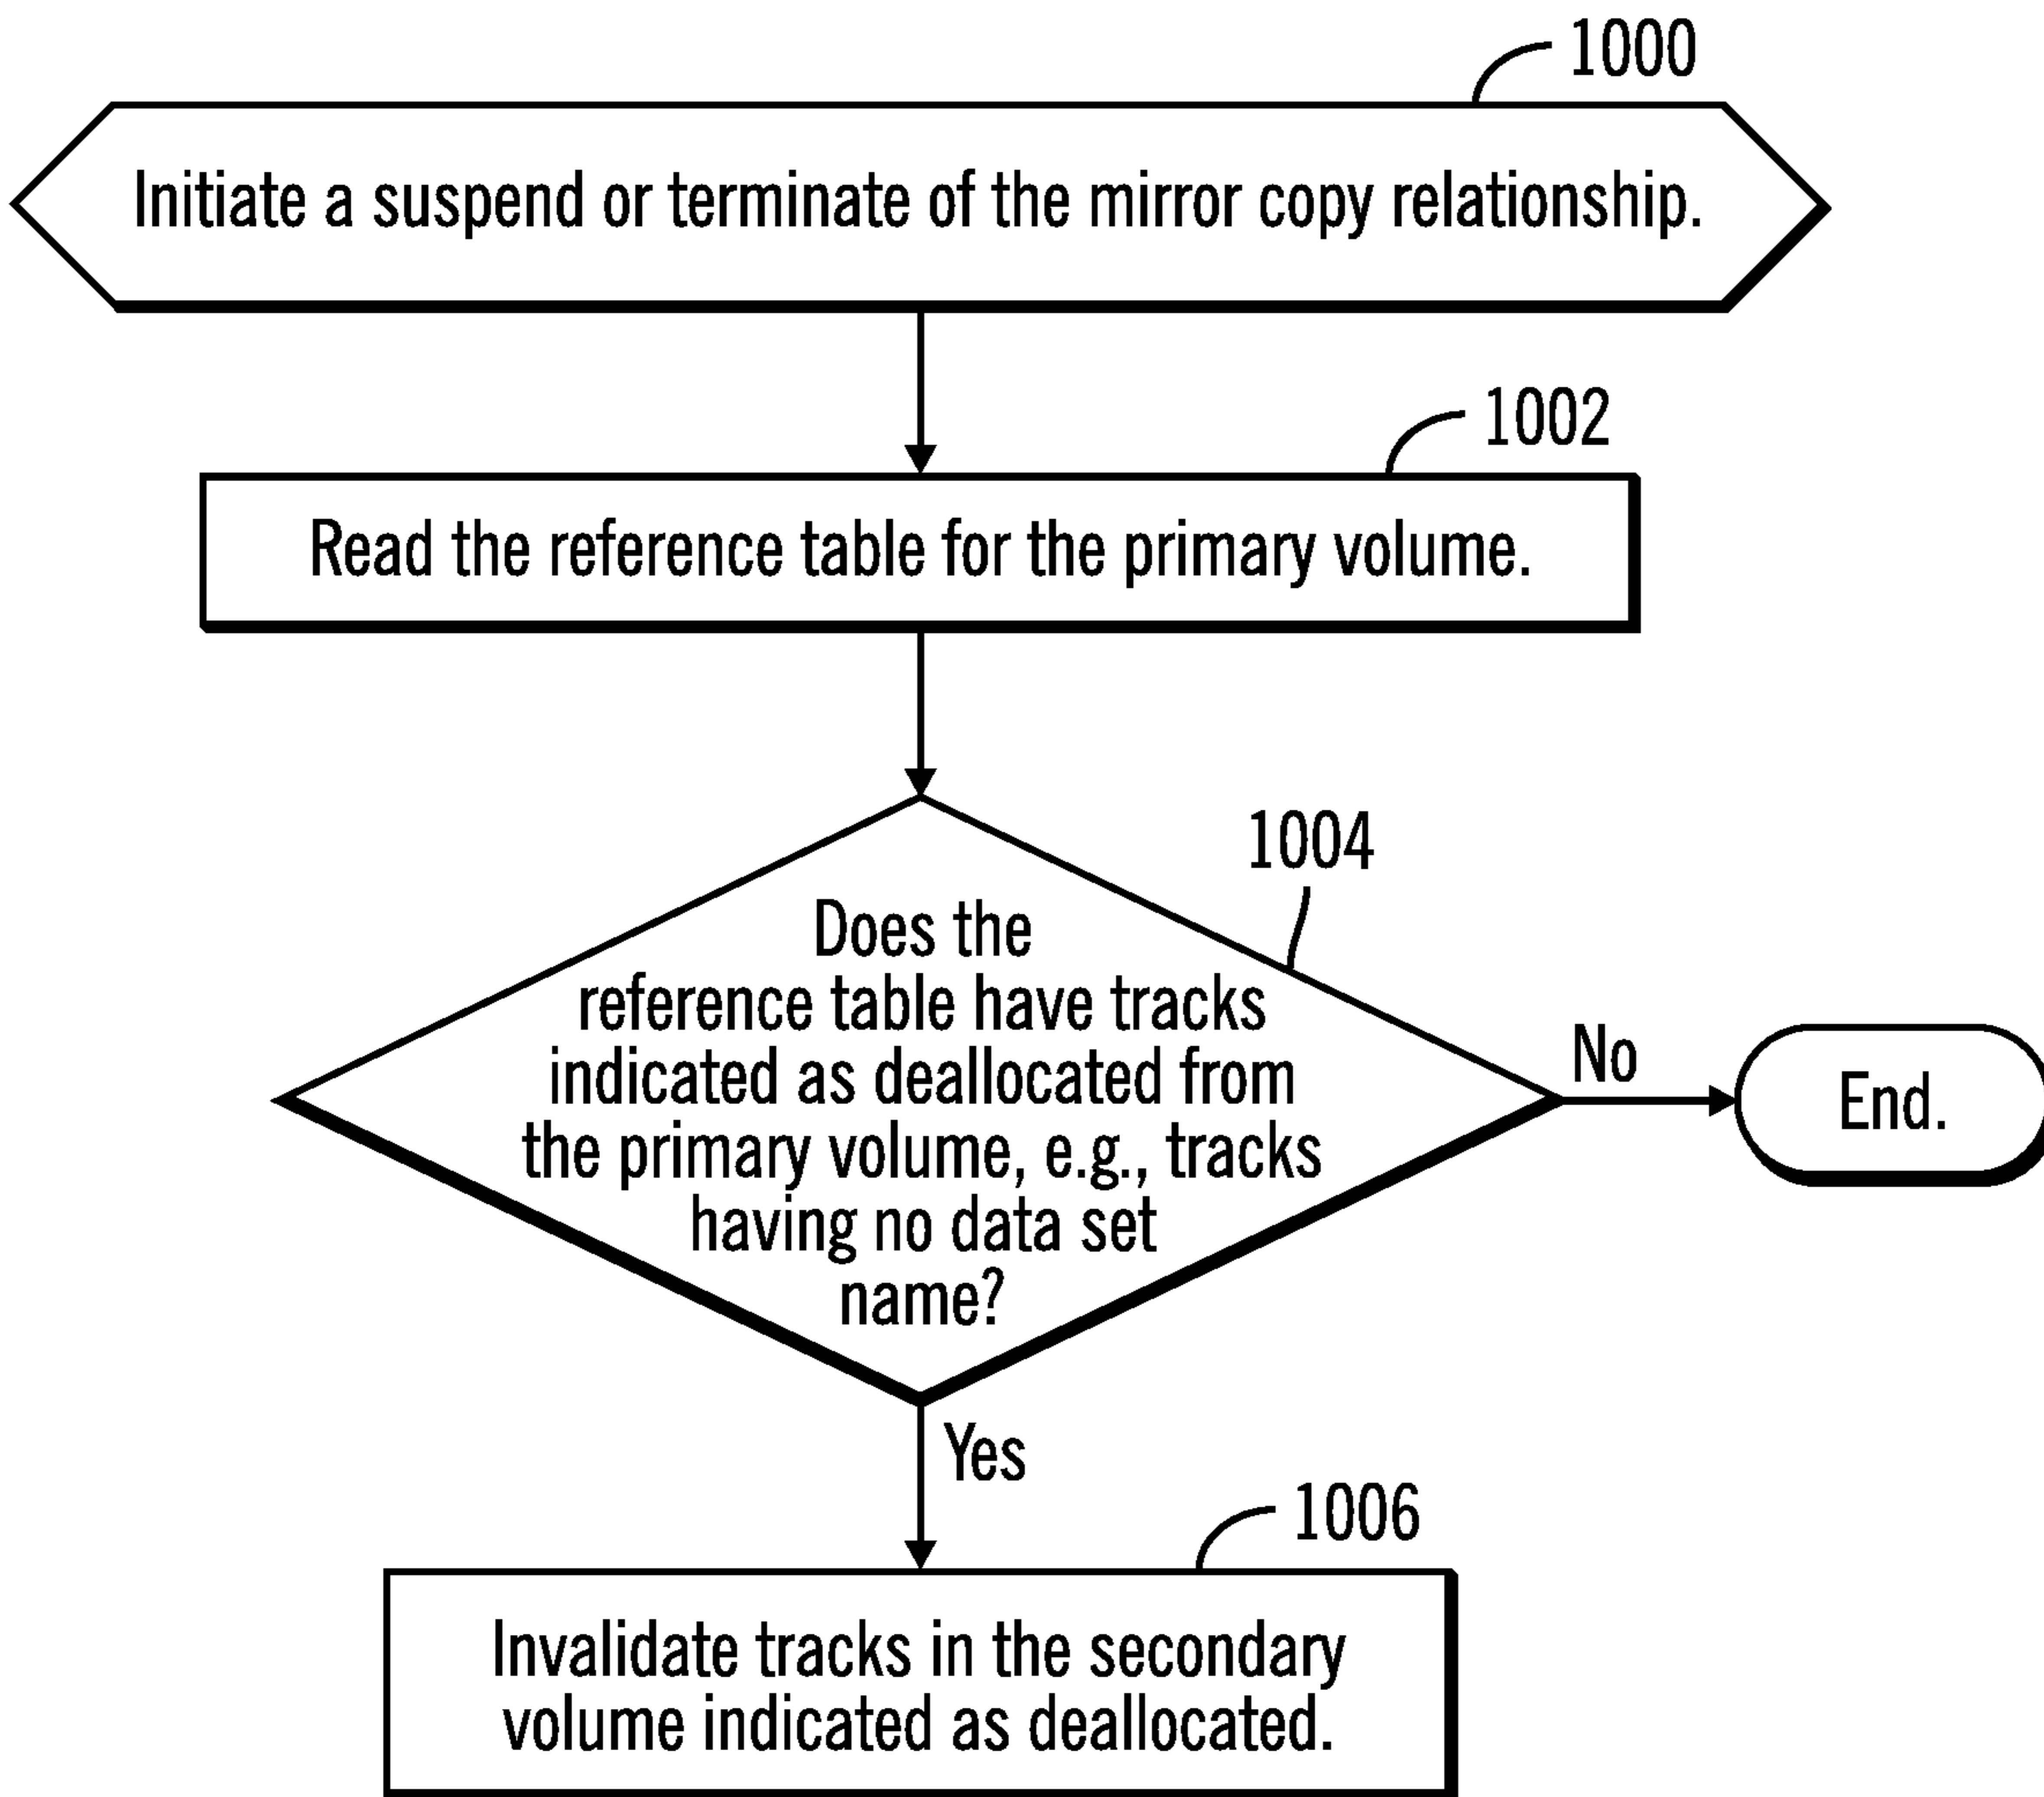 1000
Initiate a suspend or terminate of the mirror copy relationship.
1002
Read the reference table for the primary volume.
1004
Does the
reference table have tracks
indicated as deallocated from
the primary volume, e.g., tracks
having no data set
name?
No
End.
Yes
1006
Invalidate tracks in the secondary
volume indicated as deallocated.